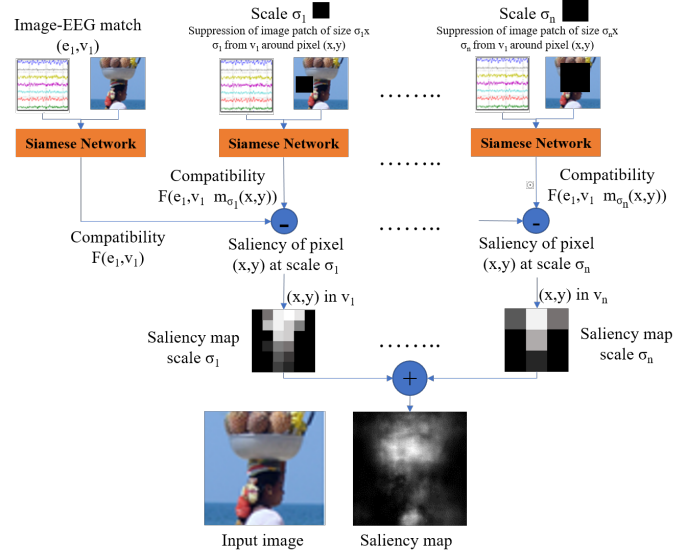 Image-EEG match
(e₁,v₁)
Scale σ₁
Suppression of image patch of size σ₁x
σ₁ from v₁ around pixel (x,y)
Scale σₙ
Suppression of image patch of size σₙx
σₙ from v₁ around pixel (x,y)
........
Siamese Network
Siamese Network
........
Siamese Network
Compatibility
F(e₁,v₁ m_σ₁(x,y))
Compatibility
F(e₁,v₁ m_σₙ(x,y))
-
........
-
Compatibility
F(e₁,v₁)
Saliency of pixel
(x,y) at scale σ₁
Saliency of pixel
(x,y) at scale σₙ
(x,y) in v₁
(x,y) in vₙ
Saliency map
scale σ₁
........
Saliency map
scale σₙ
+
Input image
Saliency map